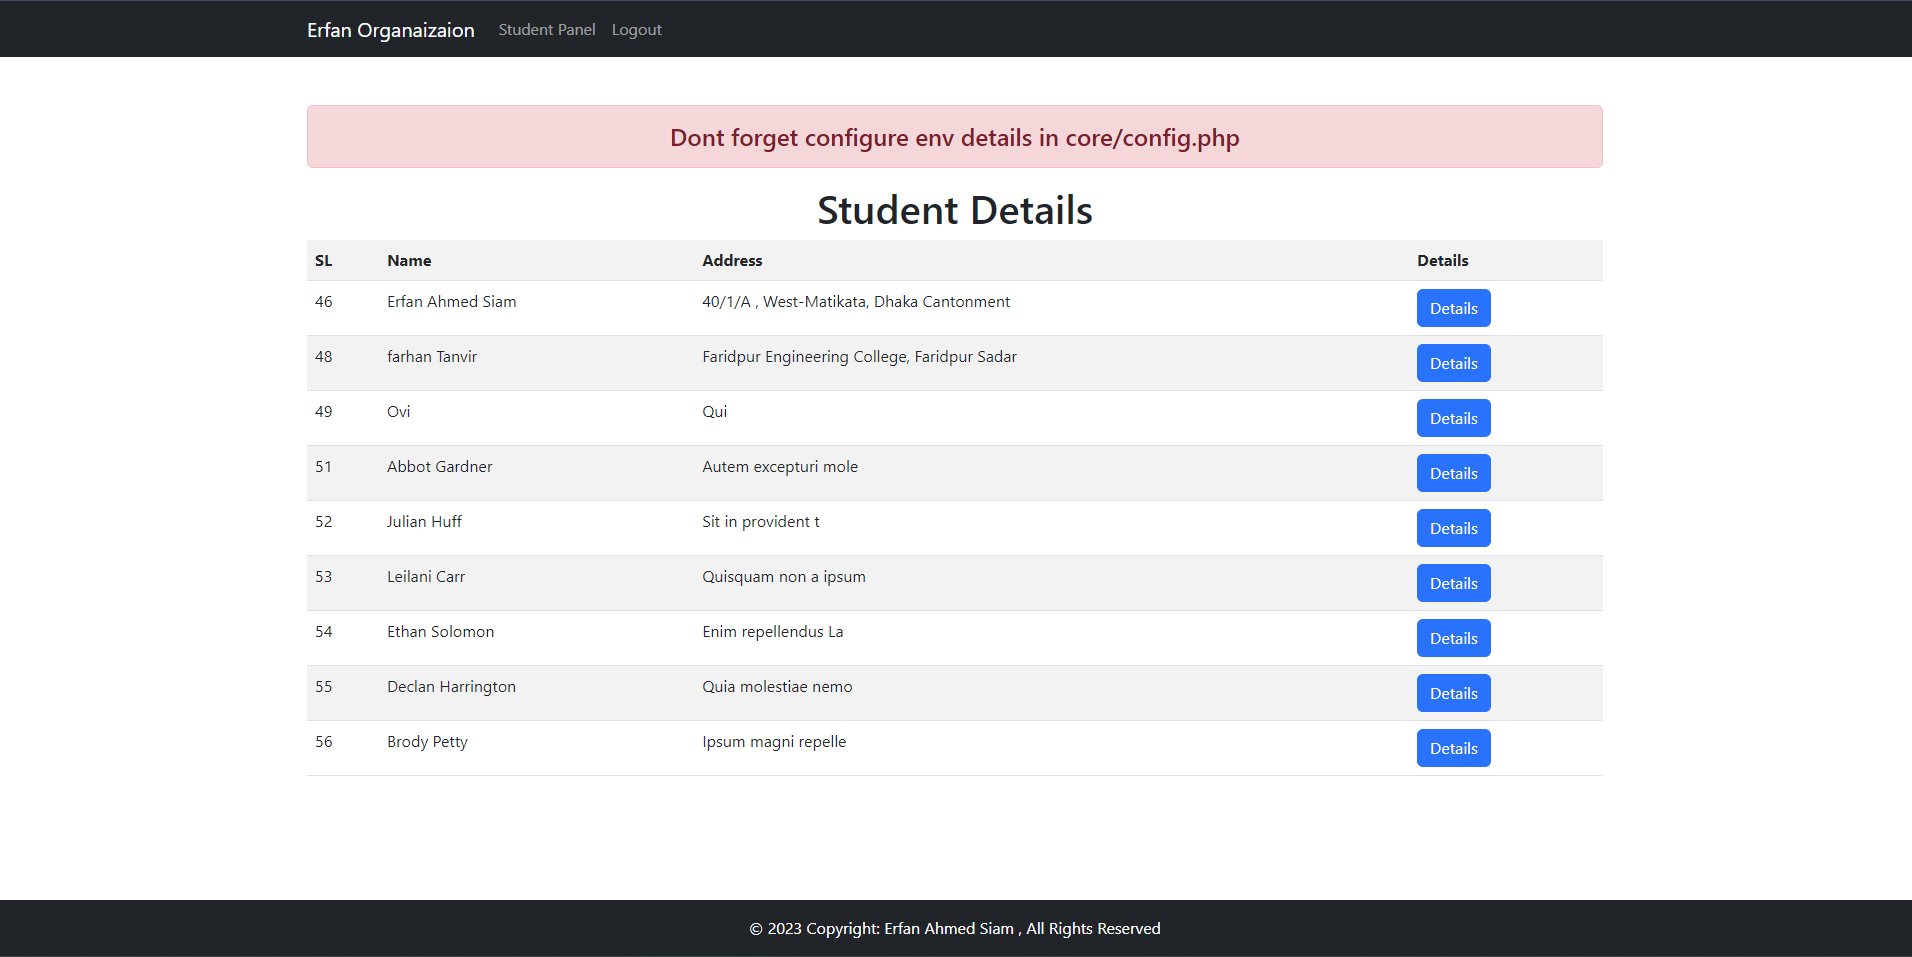 Erfan Organaizaion Student Panel Logout
Dont forget configure env details in core/config.php
Student Details
SL Name Address Details
46 Erfan Ahmed Siam 40/1/A , West-Matikata, Dhaka Cantonment Details
48 farhan Tanvir Faridpur Engineering College, Faridpur Sadar Details
49 Ovi Qui Details
51 Abbot Gardner Autem excepturi mole Details
52 Julian Huff Sit in provident t Details
53 Leilani Carr Quisquam non a ipsum Details
54 Ethan Solomon Enim repellendus La Details
55 Declan Harrington Quia molestiae nemo Details
56 Brody Petty Ipsum magni repelle Details
© 2023 Copyright: Erfan Ahmed Siam , All Rights Reserved